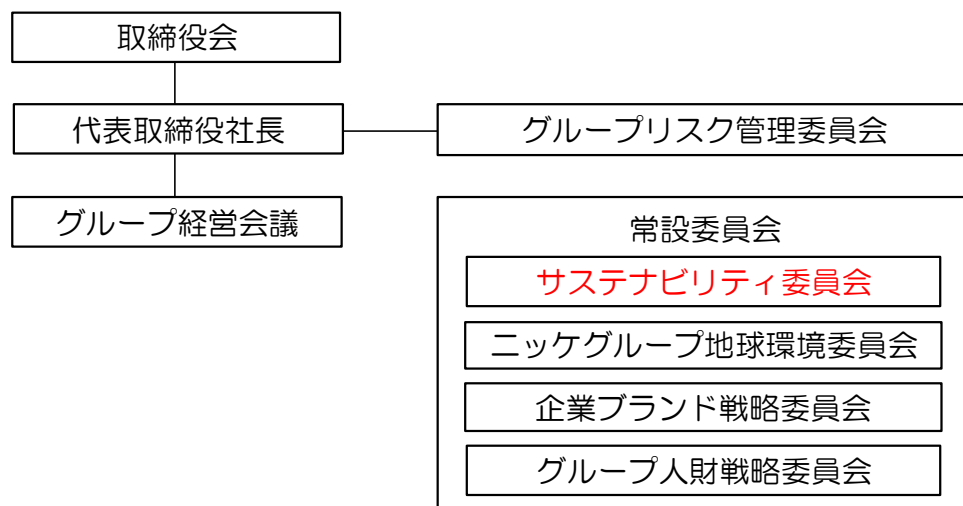 取締役会
代表取締役社長
グループリスク管理委員会
グループ経営会議
常設委員会
サステナビリティ委員会
ニッケグループ地球環境委員会
企業ブランド戦略委員会
グループ人財戦略委員会